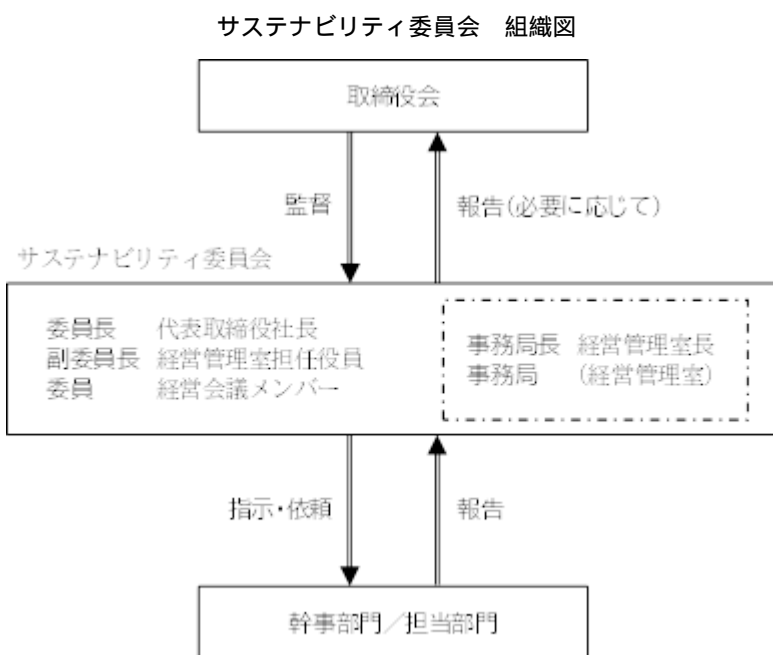 サステナビリティ委員会　組織図
取締役会
監督
報告(必要に応じて)
サステナビリティ委員会
委員長　代表取締役社長
副委員長　経営管理室担任役員
委員　経営会議メンバー
事務局長　経営管理室長
事務局　(経営管理室)
指示・依頼
報告
幹事部門／担当部門